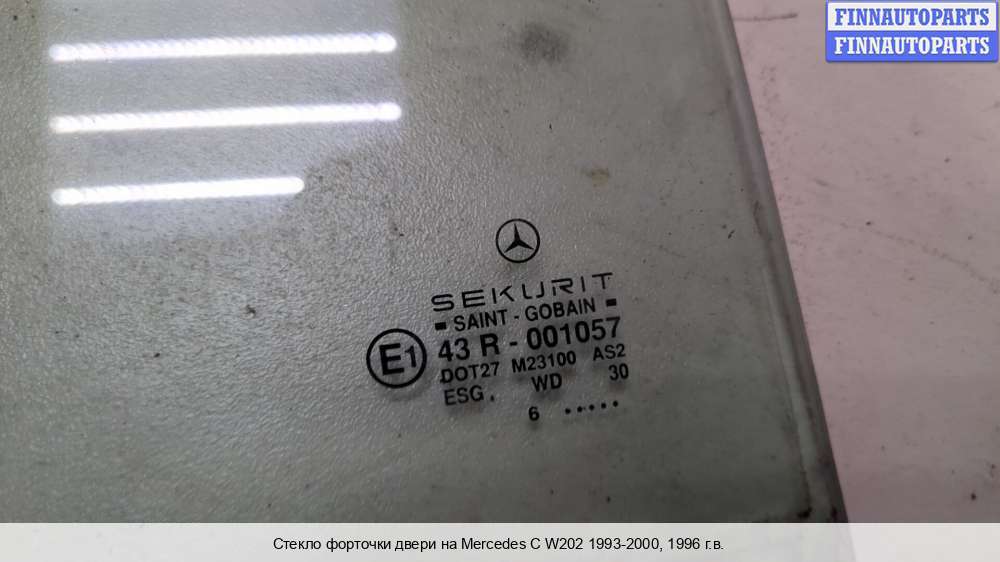 FINNAUTOPARTS
FINNAUTOPARTS
SEKURIT
SAINT - GOBAIN
E1
43 R - 001057
DOT27 M23100 AS2
ESG. WD 30
6 .....
Стекло форточки двери на Mercedes C W202 1993-2000, 1996 г.в.